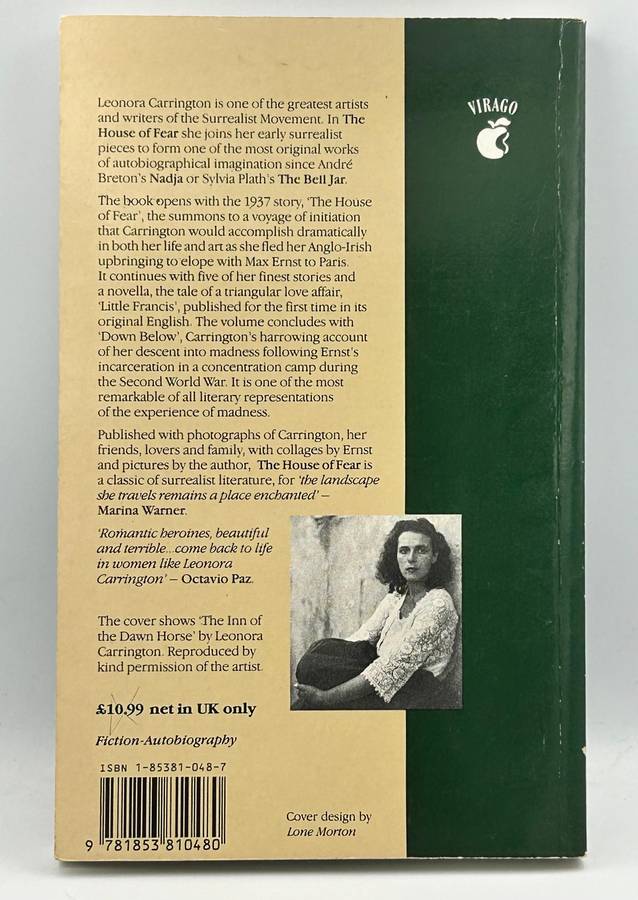 Leonora Carrington is one of the greatest artists
and writers of the Surrealist Movement. In The
House of Fear she joins her early surrealist
pieces to form one of the most original works
of autobiographical imagination since André
Breton's Nadja or Sylvia Plath's The Bell Jar.
The book opens with the 1937 story, 'The House
of Fear', the summons to a voyage of initiation
that Carrington would accomplish dramatically
in both her life and art as she fled her Anglo-Irish
upbringing to elope with Max Ernst to Paris.
It continues with five of her finest stories and
a novella, the tale of a triangular love affair,
'Little Francis', published for the first time in its
original English. The volume concludes with
'Down Below', Carrington's harrowing account
of her descent into madness following Ernst's
incarceration in a concentration camp during
the Second World War. It is one of the most
remarkable of all literary representations
of the experience of madness.
Published with photographs of Carrington, her
friends, lovers and family, with collages by Ernst
and pictures by the author, The House of Fear is
a classic of surrealist literature, for 'the landscape
she travels remains a place enchanted' –
Marina Warner.
'Romantic heroines, beautiful
and terrible...come back to life
in women like Leonora
Carrington' – Octavio Paz.
The cover shows 'The Inn of
the Dawn Horse' by Leonora
Carrington. Reproduced by
kind permission of the artist.
£10.99 net in UK only
Fiction-Autobiography
ISBN 1-85381-048-7
9 781853 810480
Cover design by
Lone Morton
VIRAGO